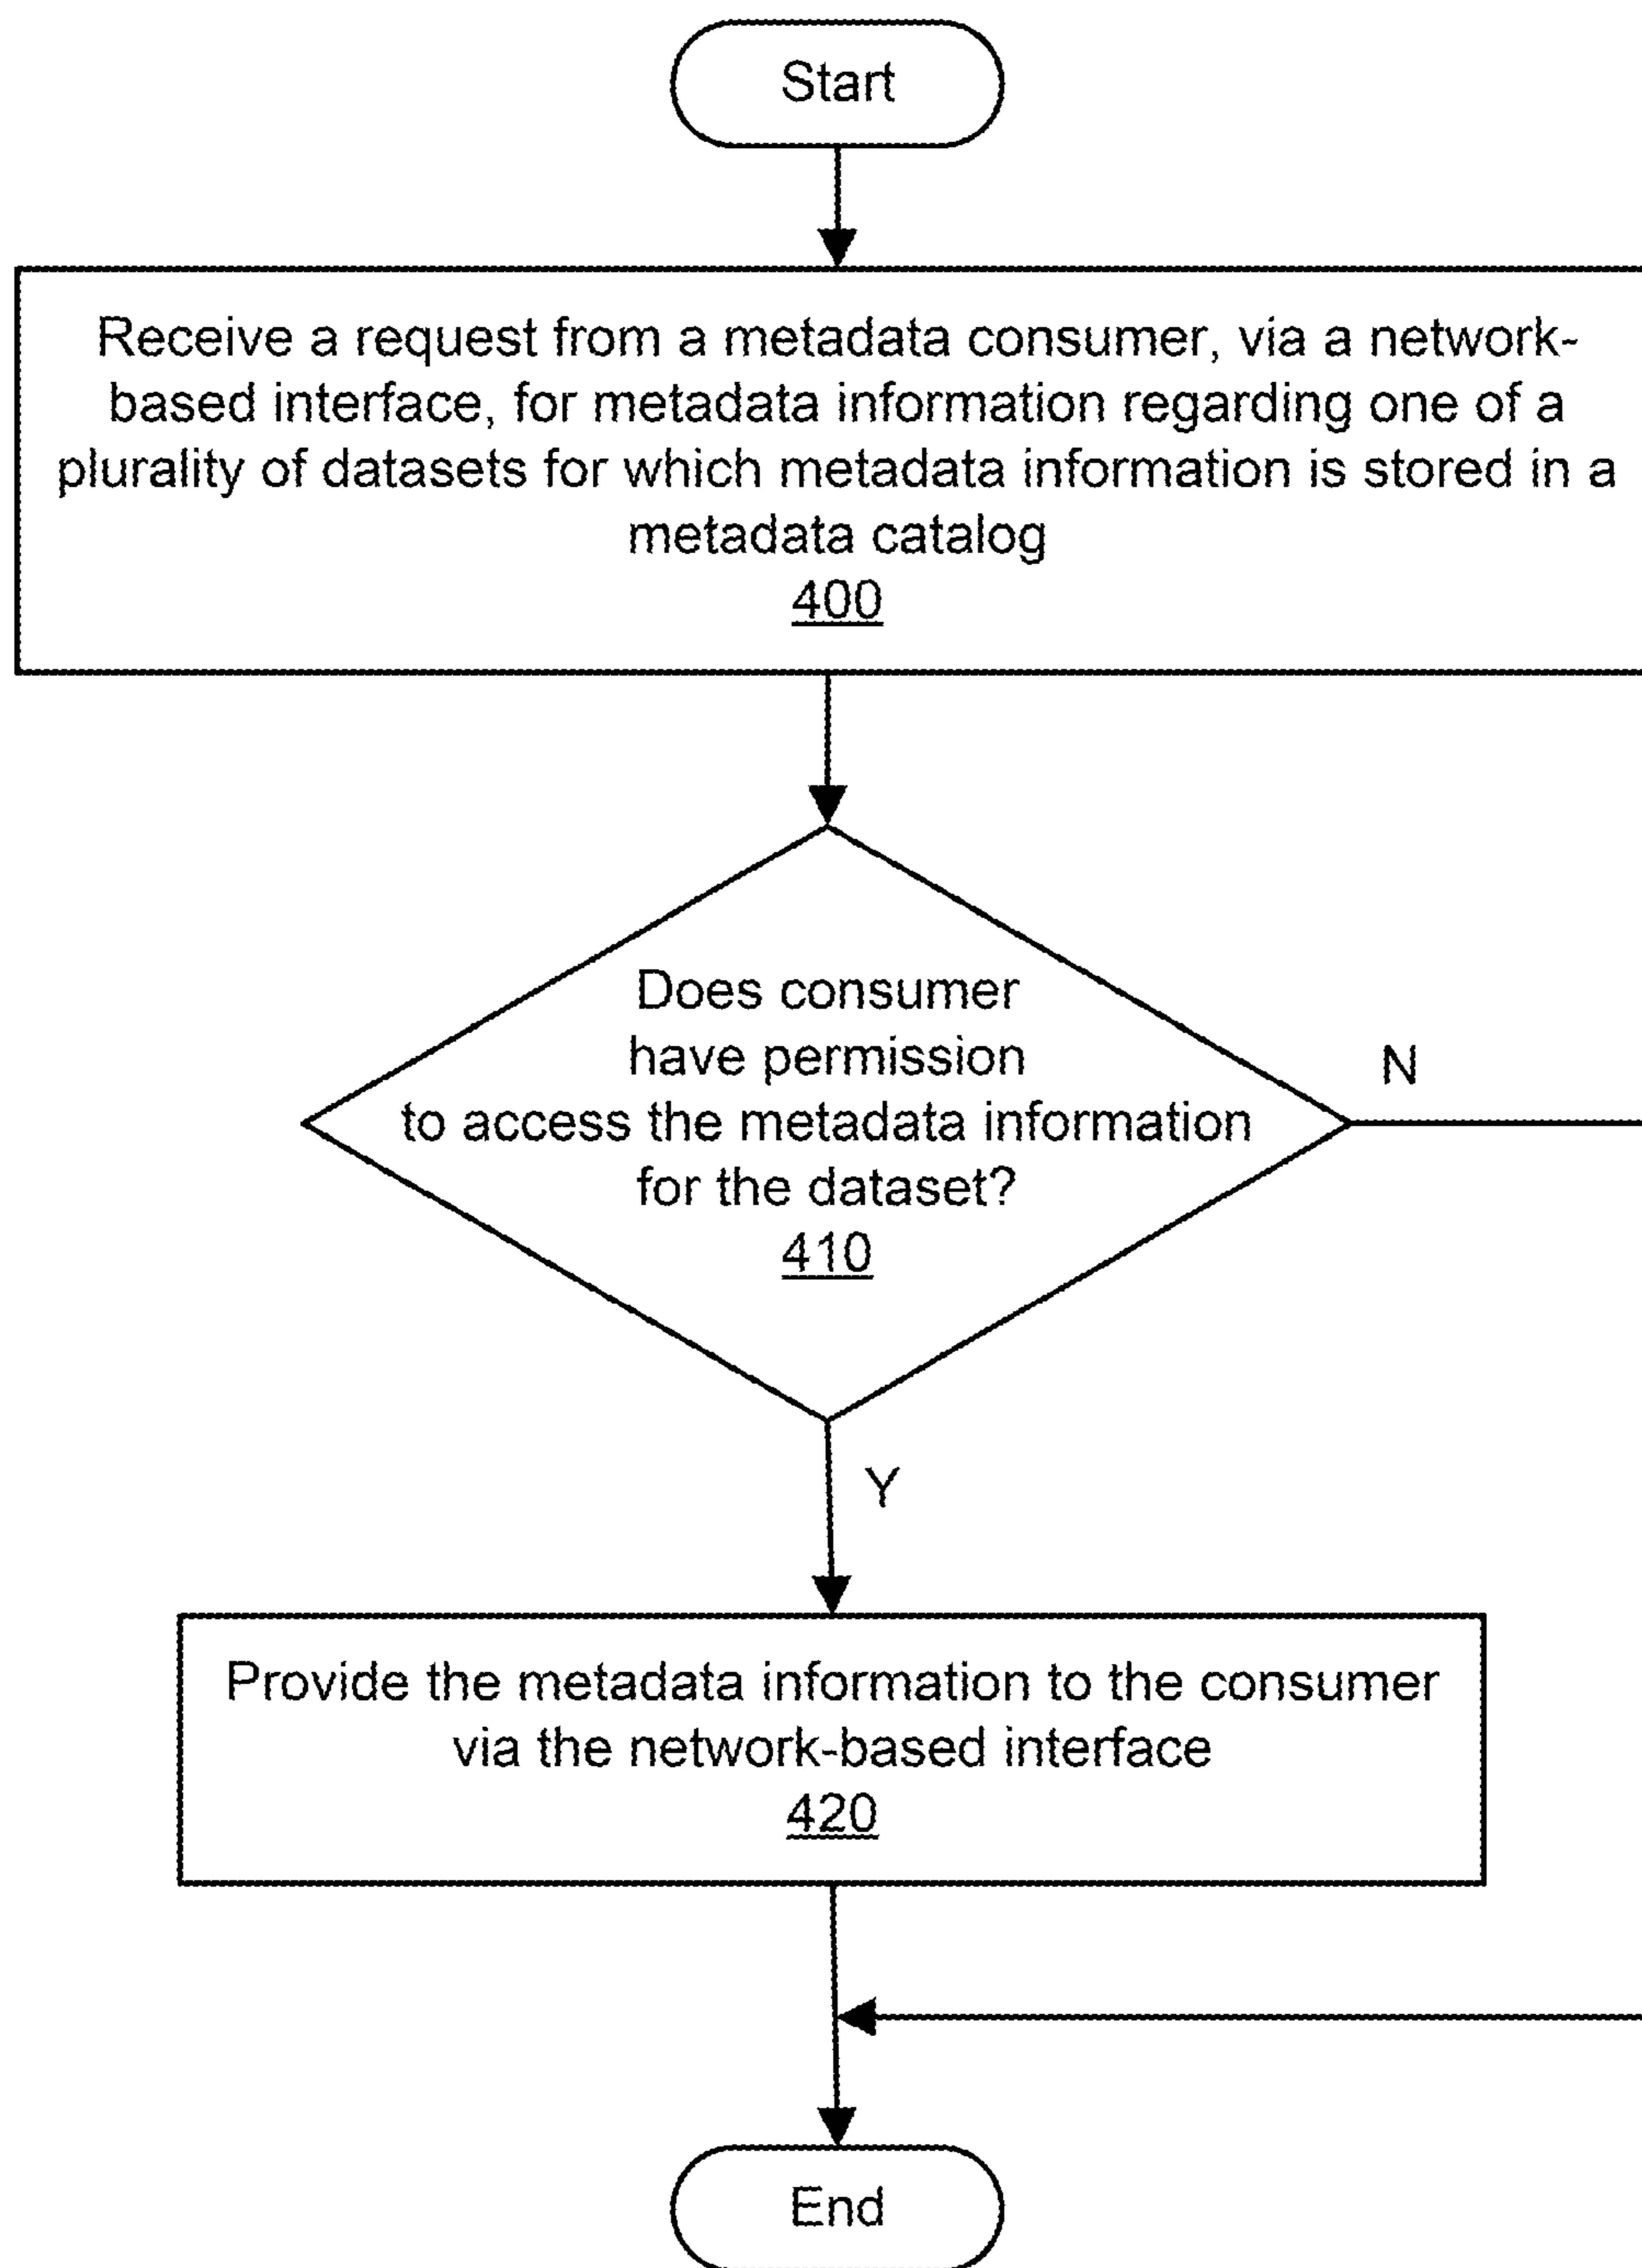 Start
Receive a request from a metadata consumer, via a network-
based interface, for metadata information regarding one of a
plurality of datasets for which metadata information is stored in a
metadata catalog
400
Does consumer
have permission
to access the metadata information
for the dataset?
410
N
Y
Provide the metadata information to the consumer
via the network-based interface
420
End